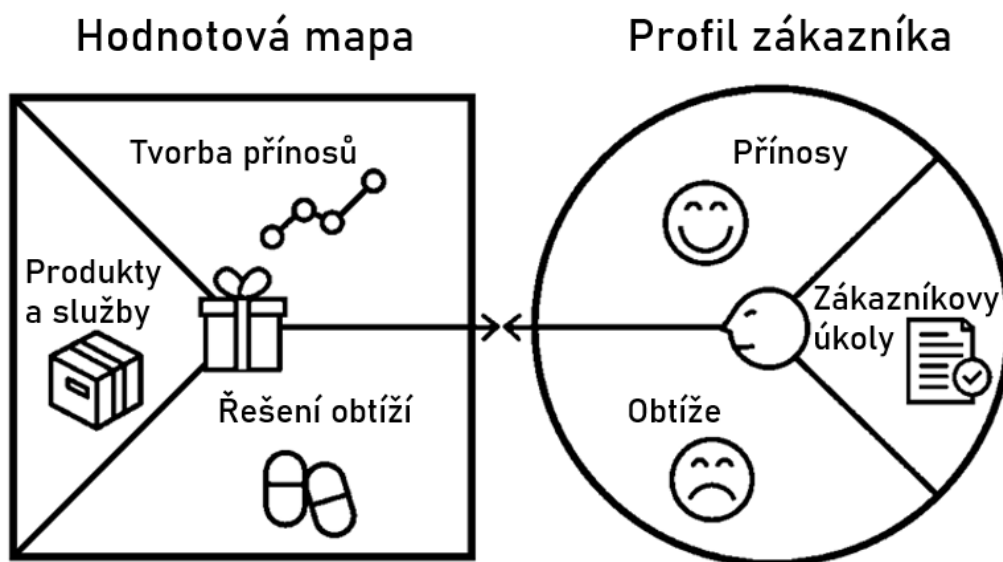 Hodnotová mapa
Profil zákazníka
Tvorba přínosů
Produkty
a služby
Řešení obtíží
Přínosy
Zákazníkovy
úkoly
Obtíže